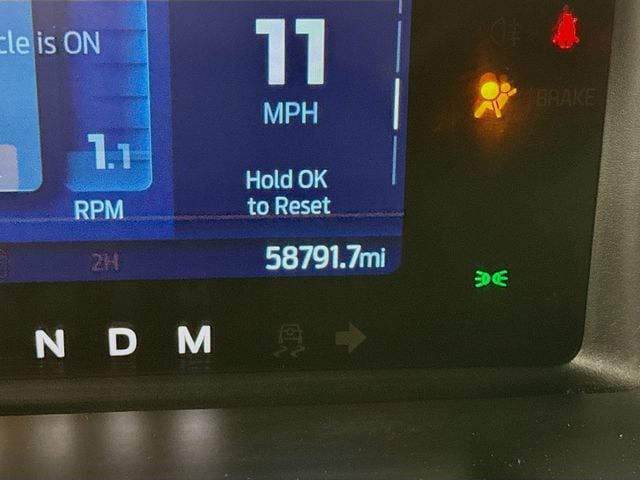 cle is ON
11
MPH
1.1
RPM
Hold OK
to Reset
2H
58791.7mi
BRAKE
N D M